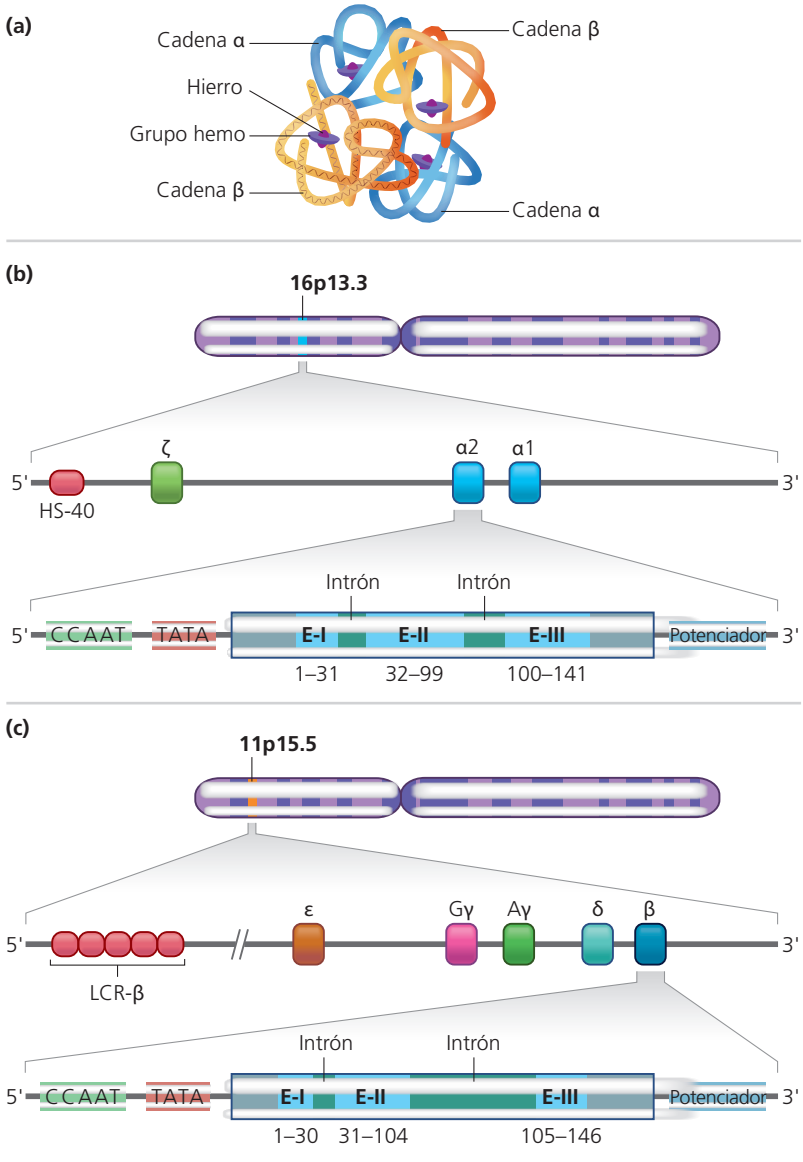 (a)
Cadena α
Cadena β
Hierro
Grupo hemo
Cadena β
Cadena α
(b)
16p13.3
ζ
α2
α1
5'
3'
HS-40
Intrón
Intrón
5'
CCAAT
TATA
E-I
E-II
E-III
Potenciador
3'
1–31
32–99
100–141
(c)
11p15.5
ε
Gγ
Aγ
δ
β
5'
3'
LCR-β
Intrón
Intrón
5'
CCAAT
TATA
E-I
E-II
E-III
Potenciador
3'
1–30
31–104
105–146